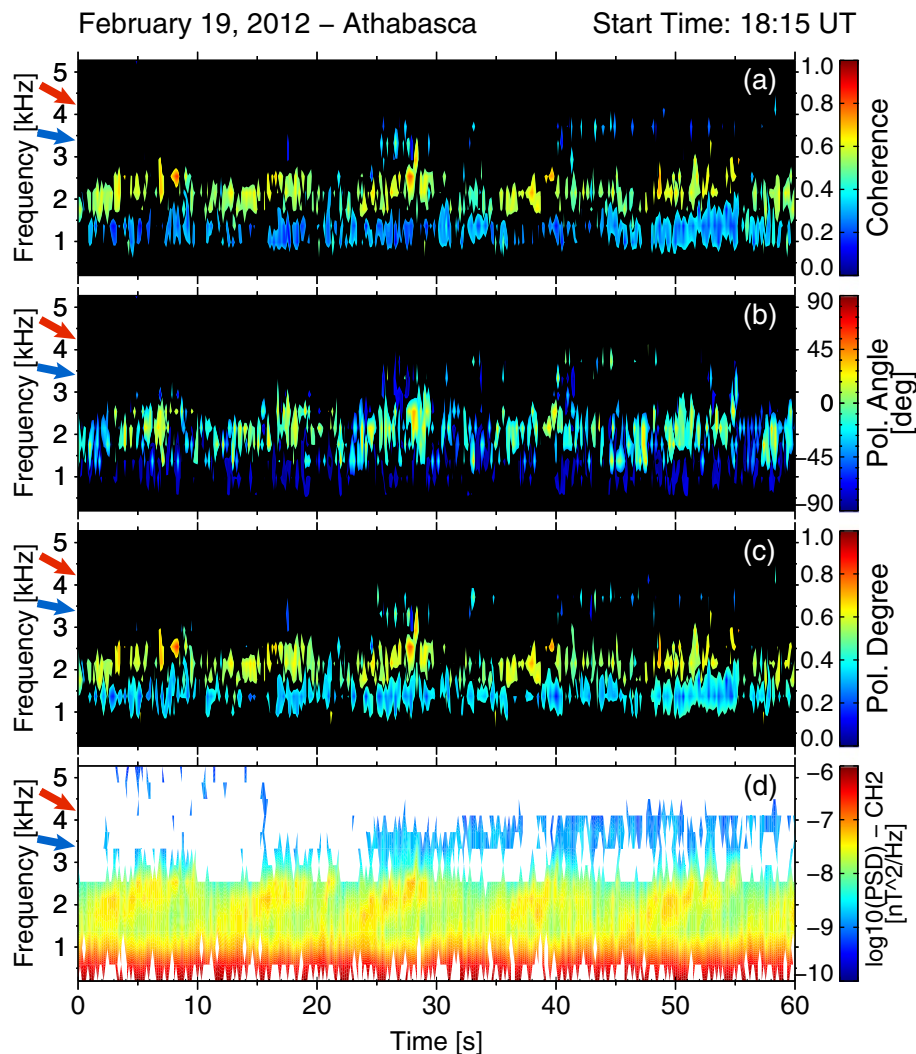 February 19, 2012 – Athabasca Start Time: 18:15 UT
(a)
Frequency [kHz]
5
4
3
2
1
1.0
0.8
0.6
0.4
0.2
0.0
Coherence
(b)
Frequency [kHz]
5
4
3
2
1
90
45
0
−45
−90
Pol. Angle
[deg]
(c)
Frequency [kHz]
5
4
3
2
1
1.0
0.8
0.6
0.4
0.2
0.0
Pol. Degree
(d)
Frequency [kHz]
5
4
3
2
1
−6
−7
−8
−9
−10
log10(PSD) – CH2
[nT^2/Hz]
0 10 20 30 40 50 60
Time [s]